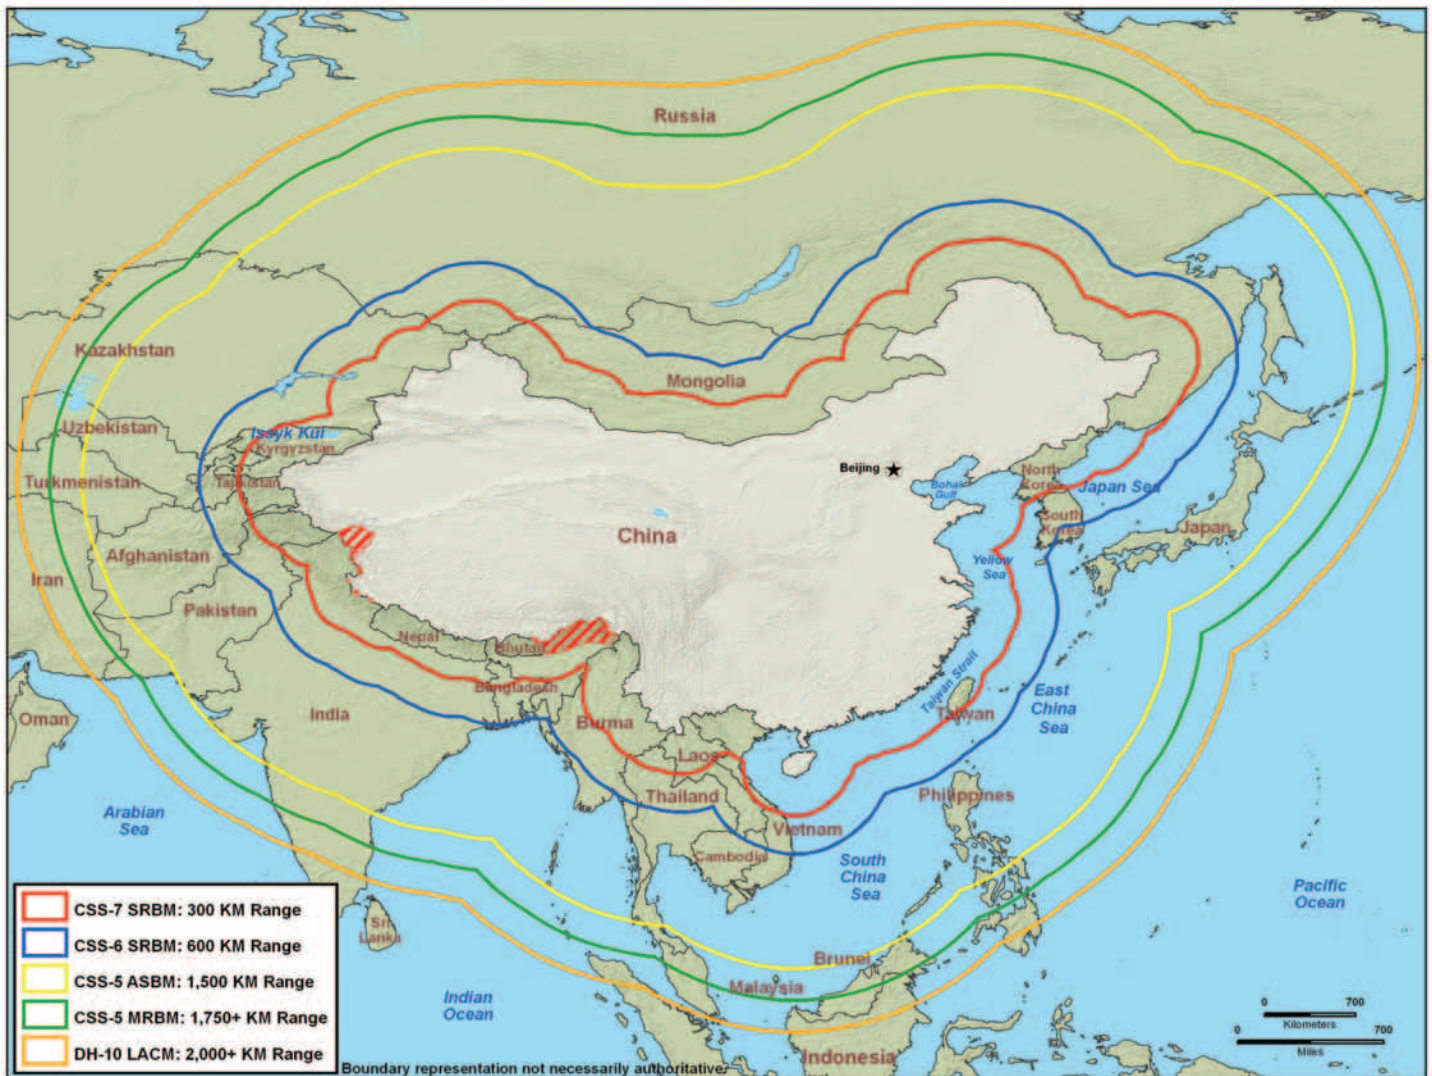 Russia
Kazakhstan
Mongolia
Uzbekistan
Issyk Kul
Kyrgyzstan
Beijing
Bohai
Gulf
North
Korea
Japan Sea
Turkmenistan
Tajikistan
South
Korea
Japan
China
Afghanistan
Yellow
Sea
Iran
Pakistan
Nepal
Bhutan
Bangladesh
Taiwan Strait
East
China
Sea
Oman
India
Burma
Taiwan
Laos
Thailand
Philippines
Arabian
Sea
Vietnam
Cambodia
South
China
Sea
Pacific
Ocean
Sri
Lanka
Brunei
Malaysia
Indian
Ocean
Indonesia
CSS-7 SRBM: 300 KM Range
CSS-6 SRBM: 600 KM Range
CSS-5 ASBM: 1,500 KM Range
CSS-5 MRBM: 1,750+ KM Range
DH-10 LACM: 2,000+ KM Range
0 700
Kilometers
0 700
Miles
Boundary representation not necessarily authoritative.